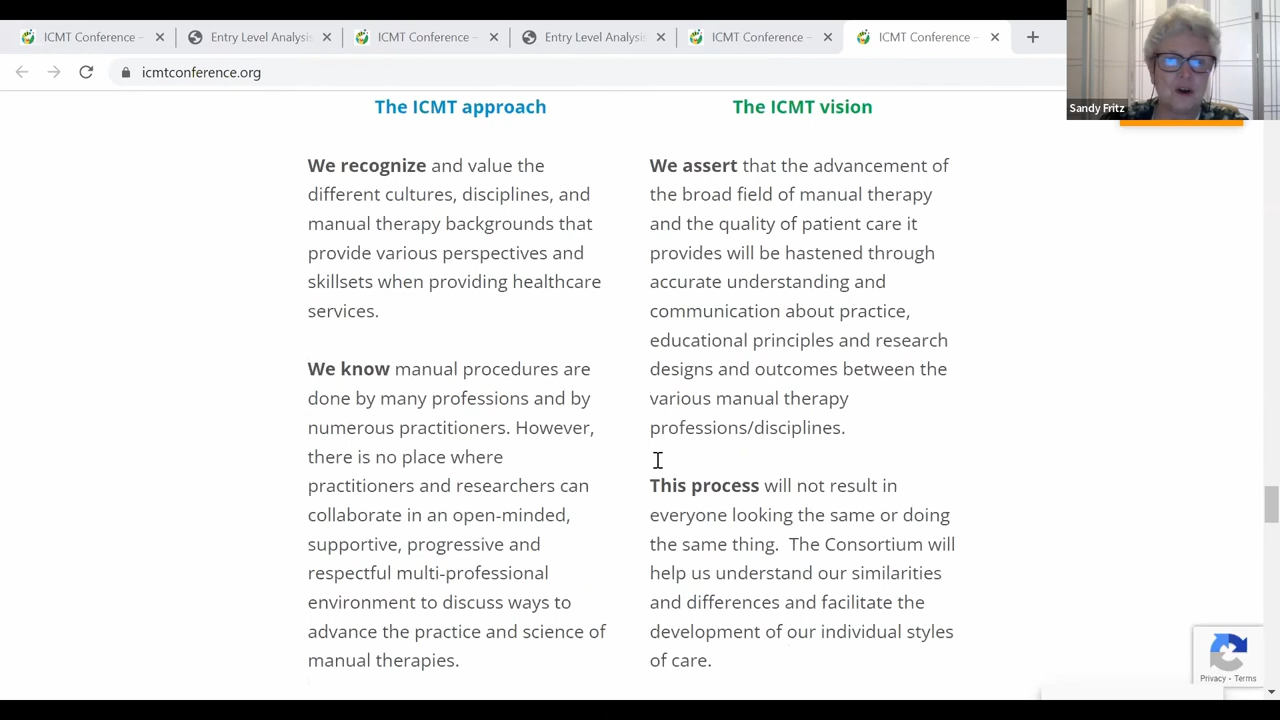 ICMT Conference –
Entry Level Analysis
ICMT Conference –
Entry Level Analysis
ICMT Conference –
ICMT Conference –
icmtconference.org
Sandy Fritz
The ICMT approach
We recognize and value the
different cultures, disciplines, and
manual therapy backgrounds that
provide various perspectives and
skillsets when providing healthcare
services.
We know manual procedures are
done by many professions and by
numerous practitioners. However,
there is no place where
practitioners and researchers can
collaborate in an open-minded,
supportive, progressive and
respectful multi-professional
environment to discuss ways to
advance the practice and science of
manual therapies.
The ICMT vision
We assert that the advancement of
the broad field of manual therapy
and the quality of patient care it
provides will be hastened through
accurate understanding and
communication about practice,
educational principles and research
designs and outcomes between the
various manual therapy
professions/disciplines.
This process will not result in
everyone looking the same or doing
the same thing.  The Consortium will
help us understand our similarities
and differences and facilitate the
development of our individual styles
of care.
Privacy - Terms